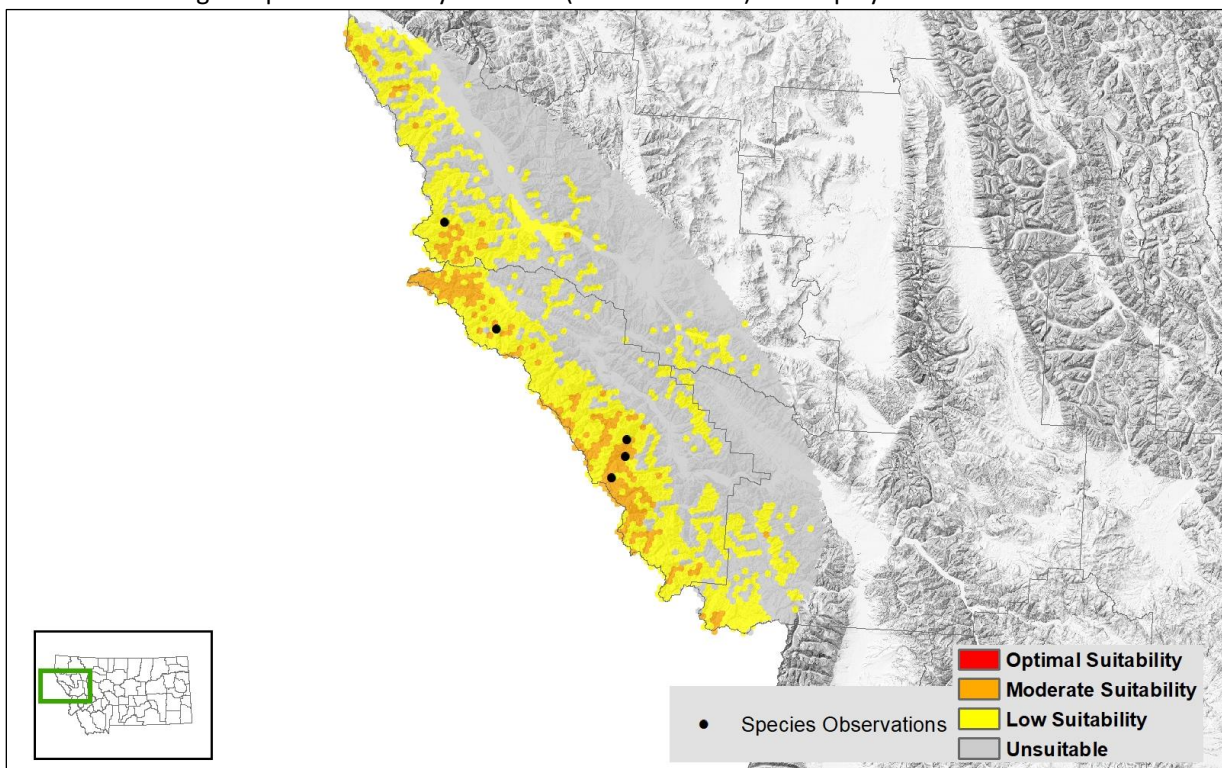 Optimal Suitability
Moderate Suitability
Species Observations
Low Suitability
Unsuitable